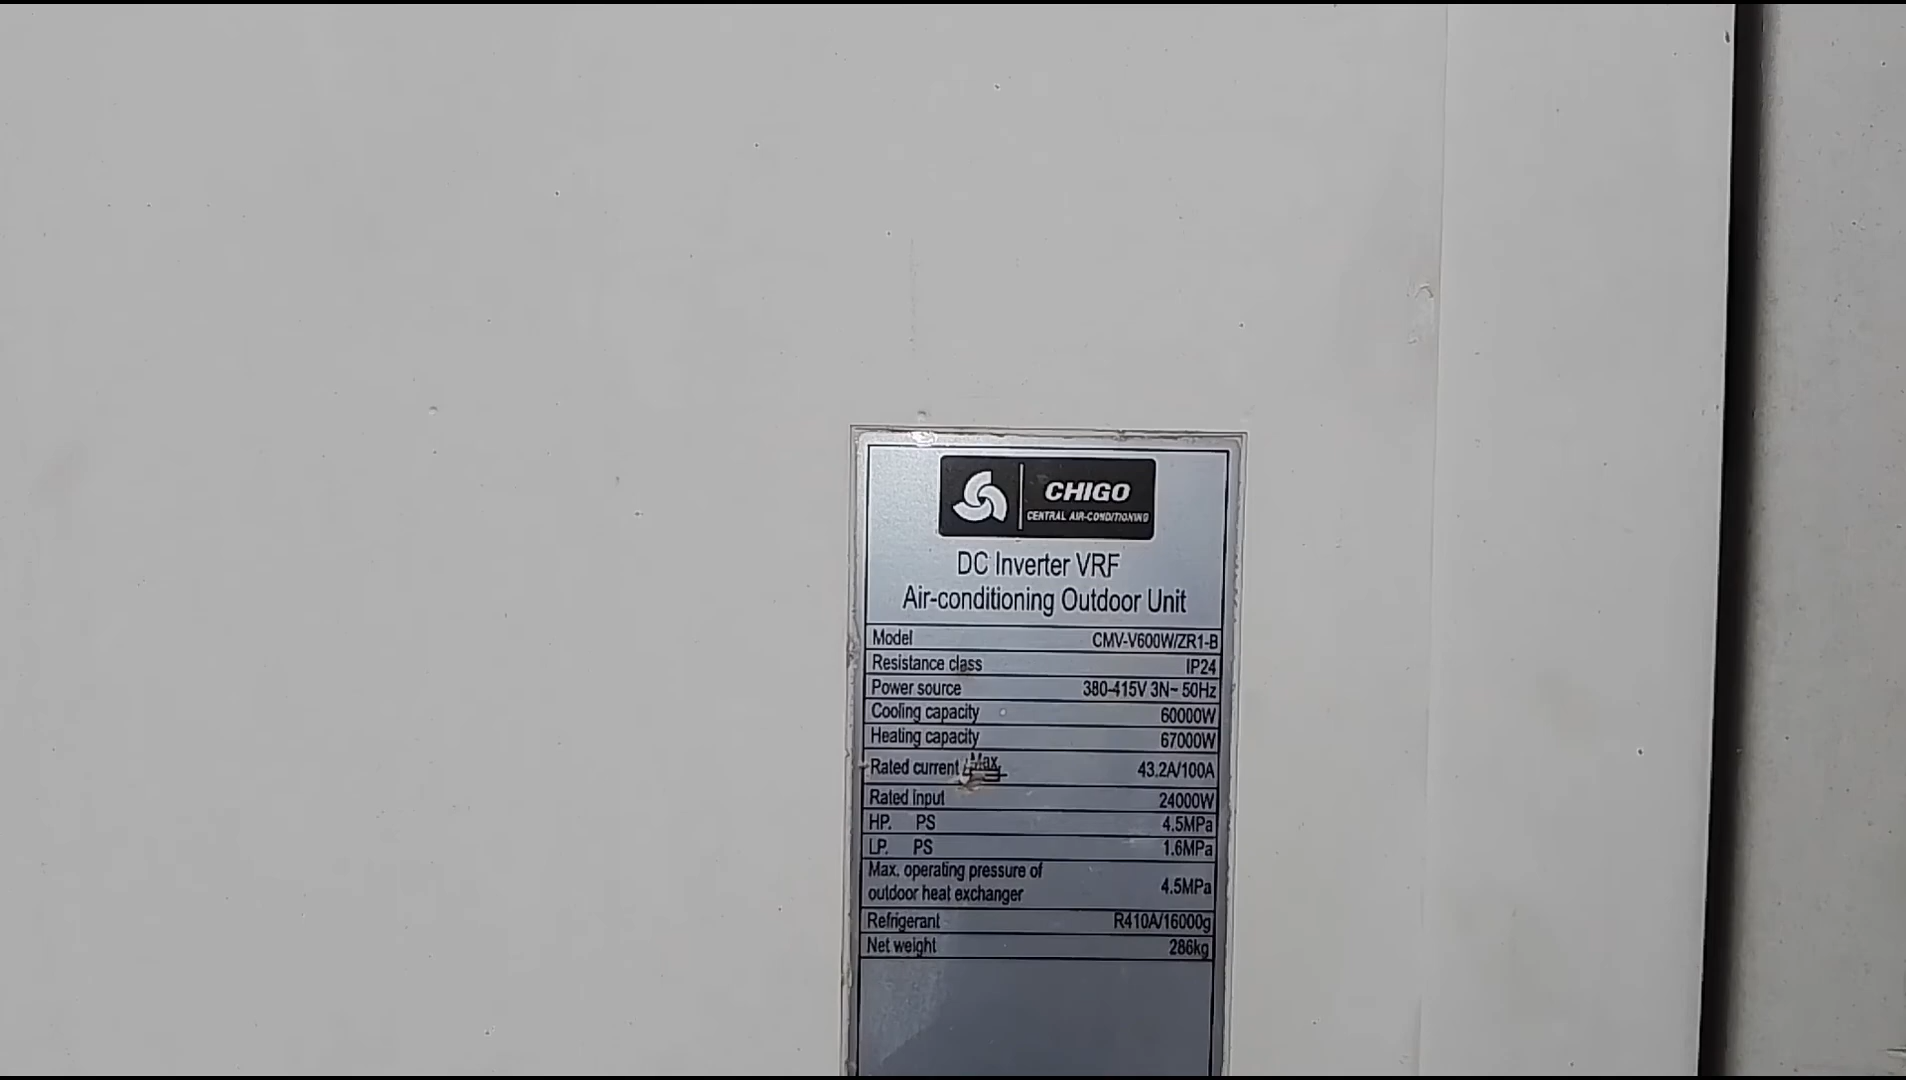 CHIGO
CENTRAL AIR-CONDITIONING
DC Inverter VRF
Air-conditioning Outdoor Unit
Model CMV-V600W/ZR1-B
Resistance class IP24
Power source 380-415V 3N~ 50Hz
Cooling capacity 60000W
Heating capacity 67000W
Rated current / Max. 43.2A/100A
Rated input 24000W
HP. PS 4.5MPa
LP. PS 1.6MPa
Max. operating pressure of
outdoor heat exchanger 4.5MPa
Refrigerant R410A/16000g
Net weight 286kg